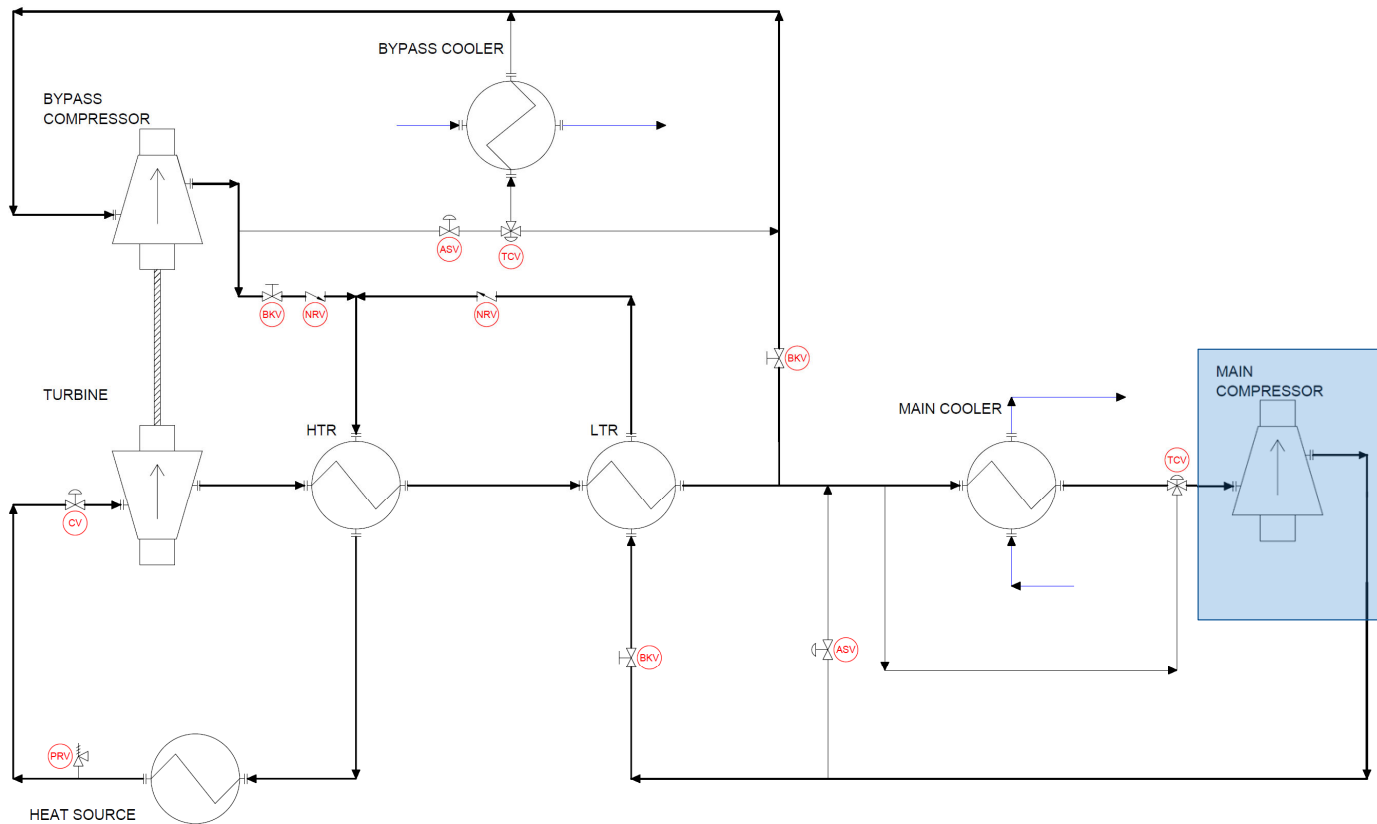 BYPASS COOLER
BYPASS
COMPRESSOR
ASV
TCV
BKV
NRV
NRV
BKV
TURBINE
HTR
LTR
MAIN COOLER
MAIN
COMPRESSOR
TCV
CV
BKV
ASV
PRV
HEAT SOURCE